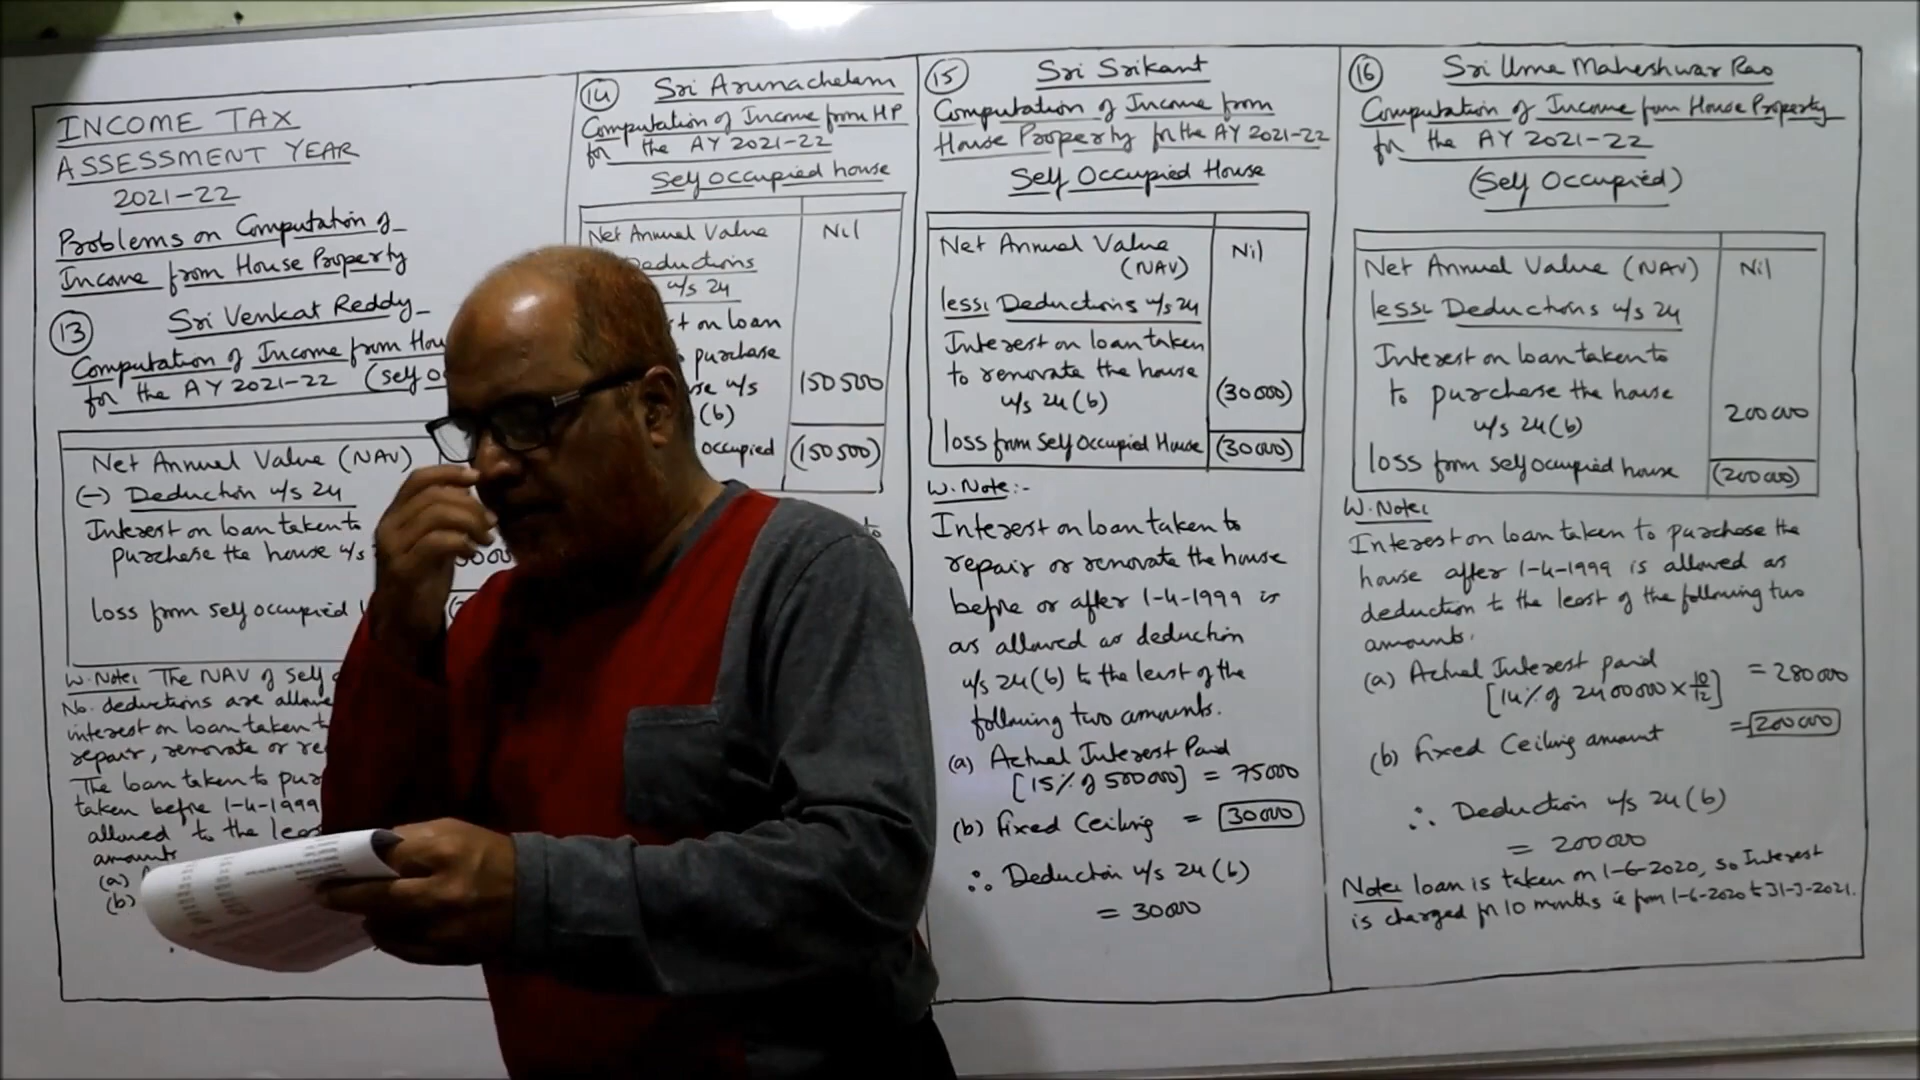 INCOME TAX
ASSESSMENT YEAR
2021-22
Problems on Computation of
Income from House Property
13 Sri Venkat Reddy
Computation of Income from
for the AY 2021-22 (self
Net Annual Value (NAV)
(-) Deduction u/s 24
Interest on loan taken to
purchase the house u/s
loss from self occupied
W.Note: The NAV of self
No. deductions are
interest on loan taken
repair, renovate or
The loan taken to
taken before 1-4-1999
allowed to the
amounts
(a)
(b)
14 Sri Arunachalam
Computation of Income from HP
for the AY 2021-22
Self Occupied house
Net Annual Value Nil
Deductions
u/s 24
on loan
purchase
u/s 150500
(b)
occupied (150500)
to
15 Sri Srikant
Computation of Income from
House Property for the AY 2021-22
Self Occupied House
Net Annual Value Nil
(NAV)
less: Deductions u/s 24
Interest on loan taken
to renovate the house
u/s 24(b) (30000)
loss from self Occupied House (30000)
W.Note:-
Interest on loan taken to
repair or renovate the house
before or after 1-4-1999 is
as allowed as deduction
u/s 24(b) to the least of the
following two amounts.
(a) Actual Interest Paid
[15% of 500000] = 75000
(b) fixed Ceiling = 30000
∴ Deduction u/s 24(b)
= 30000
16 Sri Uma Maheshwar Rao
Computation of Income from House Property
for the AY 2021-22
(Self Occupied)
Net Annual Value (NAV) Nil
less: Deductions u/s 24
Interest on loan taken to
to purchase the house
u/s 24(b) 200000
loss from self occupied house (200000)
W.Note:
Interest on loan taken to purchase the
house after 1-4-1999 is allowed as
deduction to the least of the following two
amounts.
(a) Actual Interest paid = 280000
[14% of 2400000 × 10/12]
(b) fixed Ceiling amount = 200000
∴ Deduction u/s 24(b)
= 200000
Note: loan is taken on 1-6-2020, so Interest
is charged for 10 months ie from 1-6-2020 to 31-3-2021.